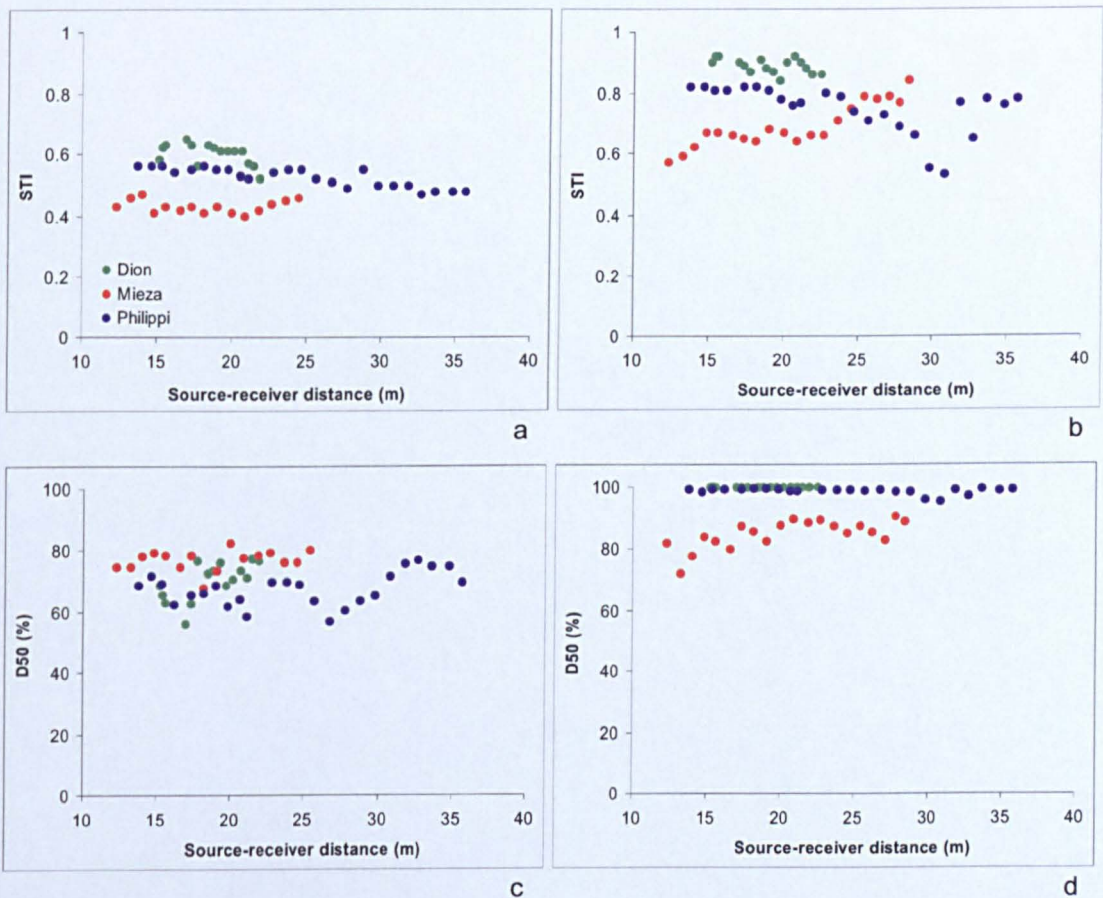 1
0.8
0.6
0.4
0.2
0
STI
Dion
Mieza
Philippi
10 15 20 25 30 35 40
Source-receiver distance (m)
a
1
0.8
0.6
0.4
0.2
0
STI
10 15 20 25 30 35 40
Source-receiver distance (m)
b
100
80
60
40
20
0
D50 (%)
10 15 20 25 30 35 40
Source-receiver distance (m)
c
100
80
60
40
20
0
D50 (%)
10 15 20 25 30 35 40
Source-receiver distance (m)
d